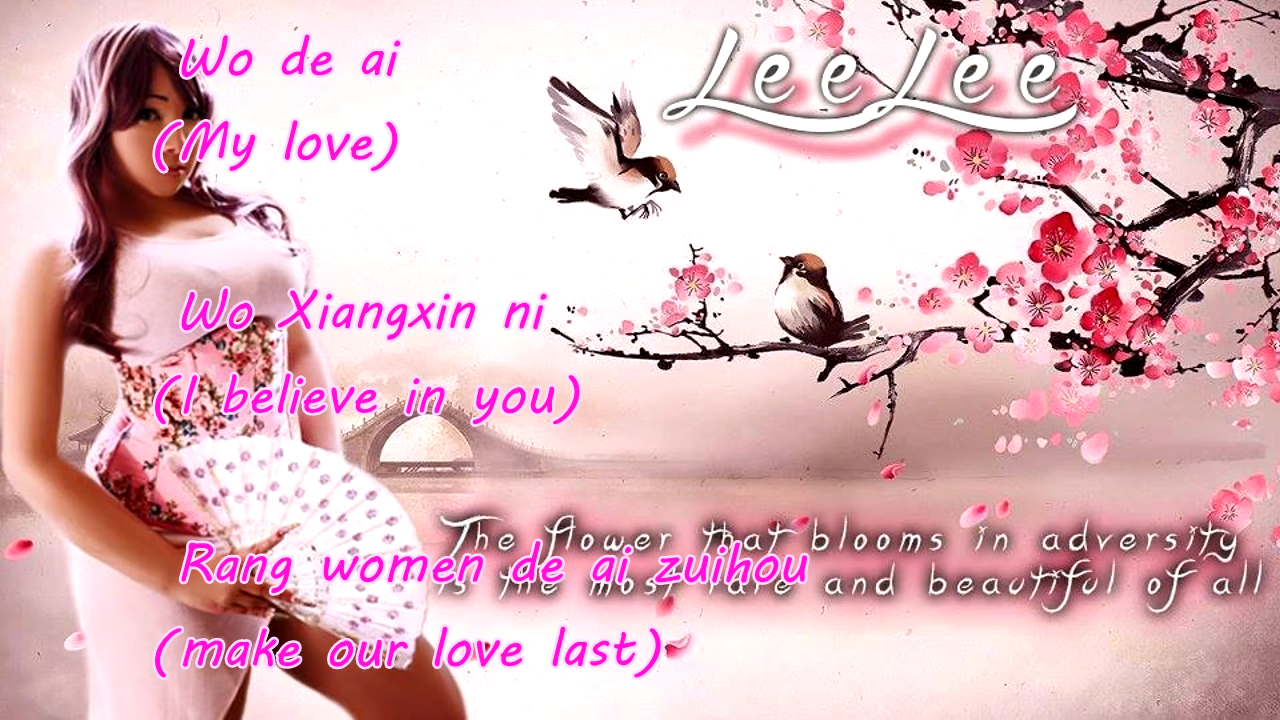 LeeLee
Wo de ai
(My love)
Wo Xiangxin ni
(I believe in you)
The flower that blooms in adversity
is the most rare and beautiful of all
Rang women de ai zuihou
(make our love last)